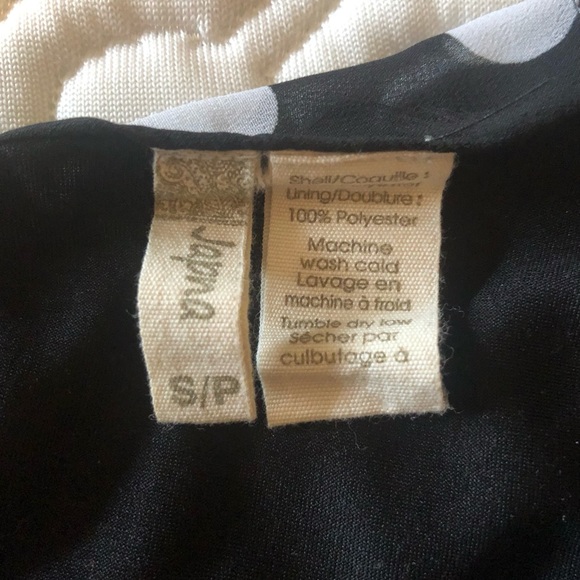 Japna
S/P
Shell/Coquille :
Lining/Doublure :
100% Polyester
Machine
wash cold
Lavage en
machine à froid
Tumble dry low
Sécher par
culbutage à